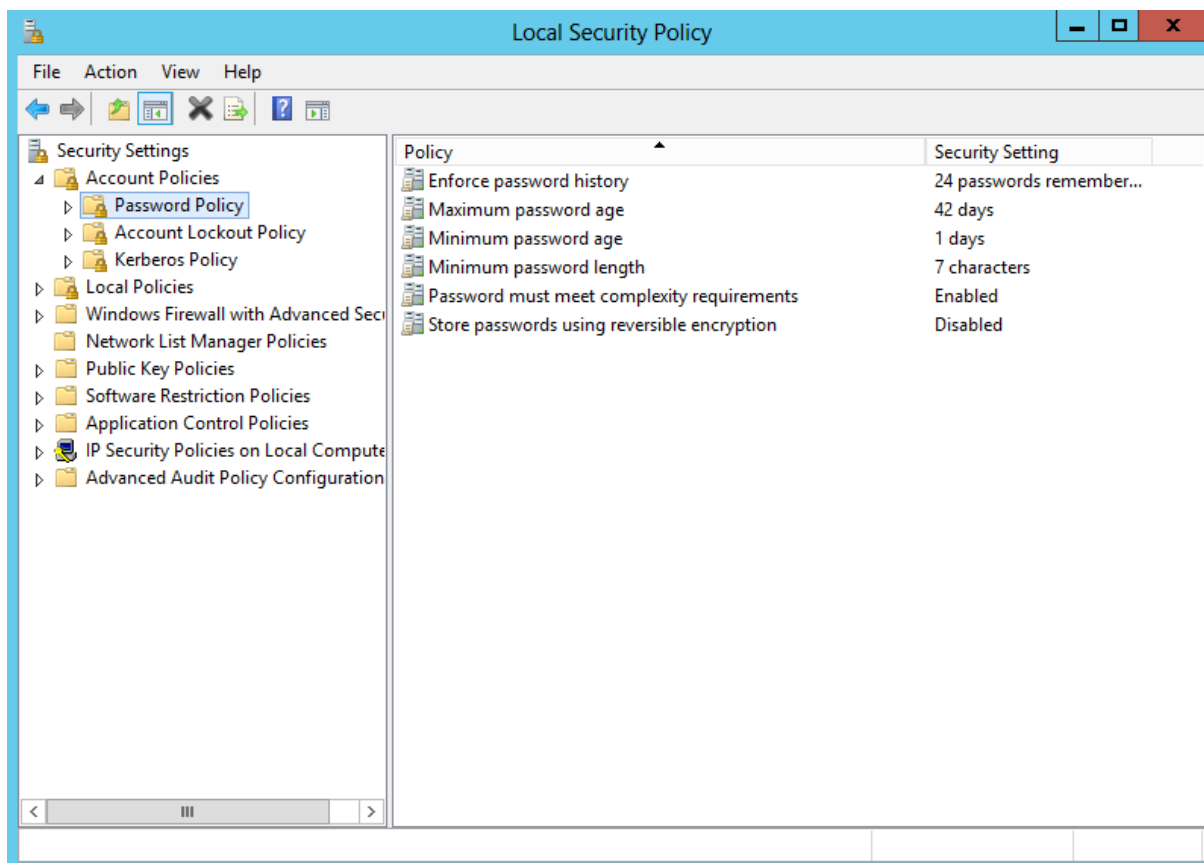 Local Security Policy
File Action View Help
Security Settings
Account Policies
Password Policy
Account Lockout Policy
Kerberos Policy
Local Policies
Windows Firewall with Advanced Secu
Network List Manager Policies
Public Key Policies
Software Restriction Policies
Application Control Policies
IP Security Policies on Local Compute
Advanced Audit Policy Configuration
Policy Security Setting
Enforce password history 24 passwords remember...
Maximum password age 42 days
Minimum password age 1 days
Minimum password length 7 characters
Password must meet complexity requirements Enabled
Store passwords using reversible encryption Disabled